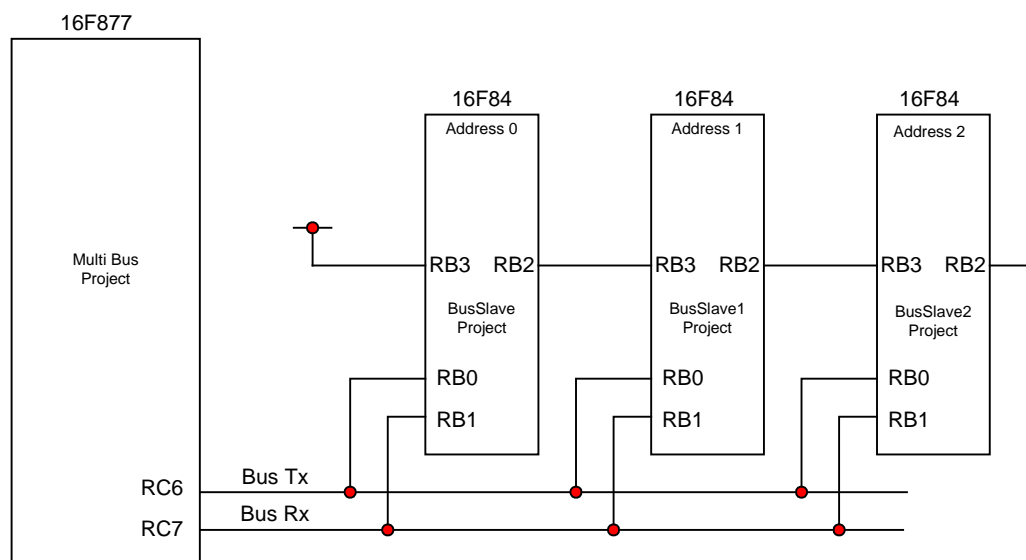 16F877
Multi Bus
Project
RC6
RC7
Bus Tx
Bus Rx
16F84
Address 0
RB3 RB2
BusSlave
Project
RB0
RB1
16F84
Address 1
RB3 RB2
BusSlave1
Project
RB0
RB1
16F84
Address 2
RB3 RB2
BusSlave2
Project
RB0
RB1